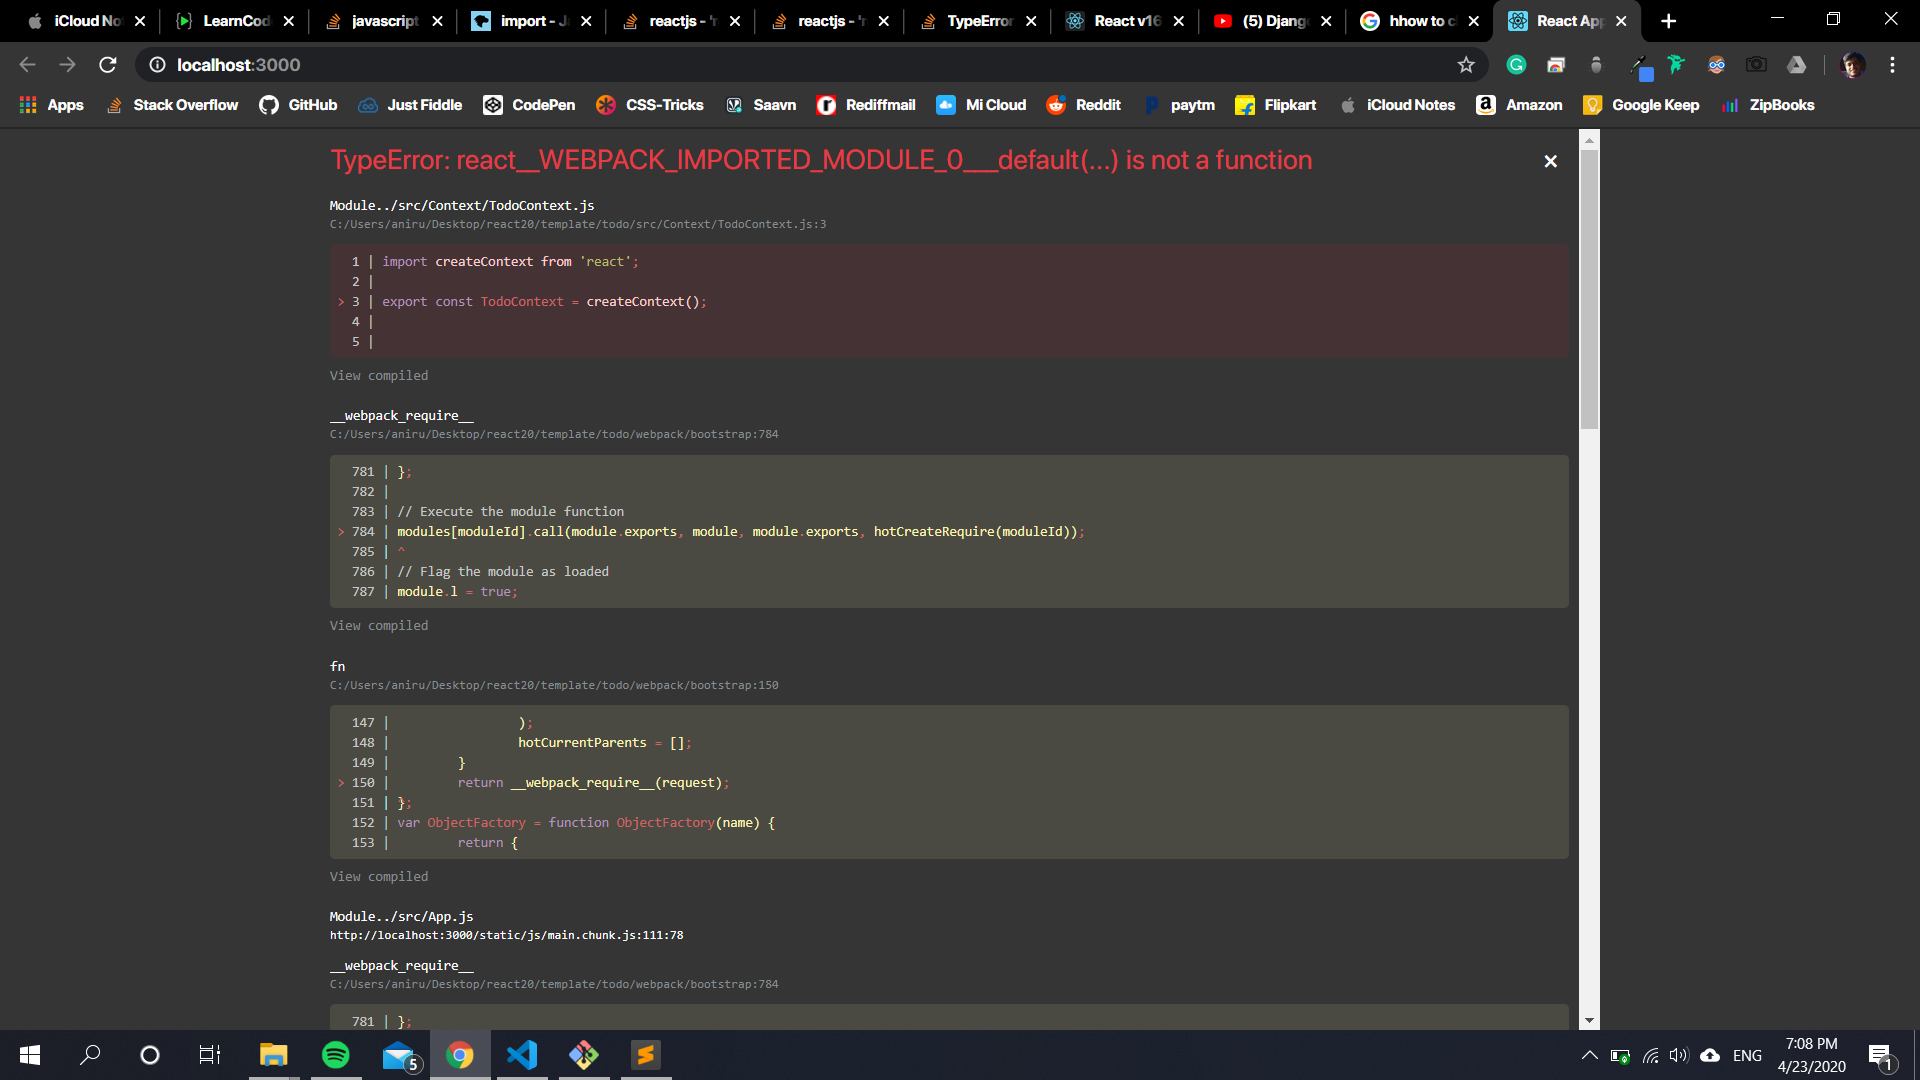 iCloud No
LearnCod
javascript
import - Ja
reactjs - 'r
reactjs - 'r
TypeError
React v16
(5) Django
hhow to c
React App
localhost:3000
Apps
Stack Overflow
GitHub
Just Fiddle
CodePen
CSS-Tricks
Saavn
Rediffmail
Mi Cloud
Reddit
paytm
Flipkart
iCloud Notes
Amazon
Google Keep
ZipBooks
TypeError: react__WEBPACK_IMPORTED_MODULE_0___default(...) is not a function
Module../src/Context/TodoContext.js
C:/Users/aniru/Desktop/react20/template/todo/src/Context/TodoContext.js:3
1 | import createContext from 'react';
2 |
> 3 | export const TodoContext = createContext();
4 |
5 |
View compiled
__webpack_require__
C:/Users/aniru/Desktop/react20/template/todo/webpack/bootstrap:784
781 | };
782 |
783 | // Execute the module function
> 784 | modules[moduleId].call(module.exports, module, module.exports, hotCreateRequire(moduleId));
785 | ^
786 | // Flag the module as loaded
787 | module.l = true;
View compiled
fn
C:/Users/aniru/Desktop/react20/template/todo/webpack/bootstrap:150
147 | );
148 | hotCurrentParents = [];
149 | }
> 150 | return __webpack_require__(request);
151 | };
152 | var ObjectFactory = function ObjectFactory(name) {
153 | return {
View compiled
Module../src/App.js
http://localhost:3000/static/js/main.chunk.js:111:78
__webpack_require__
C:/Users/aniru/Desktop/react20/template/todo/webpack/bootstrap:784
781 | };
5
ENG
7:08 PM
4/23/2020
1